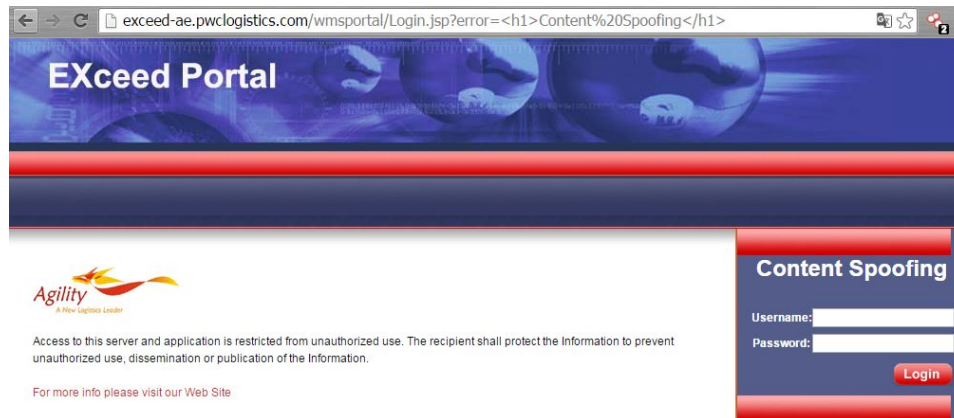 exceed-ae.pwclogistics.com/wmsportal/Login.jsp?error=<h1>Content%20Spoofing</h1>
2
EXceed Portal
Agility
A New Logistics Leader
Access to this server and application is restricted from unauthorized use. The recipient shall protect the Information to prevent
unauthorized use, dissemination or publication of the Information.
For more info please visit our Web Site
Content Spoofing
Username:
Password:
Login